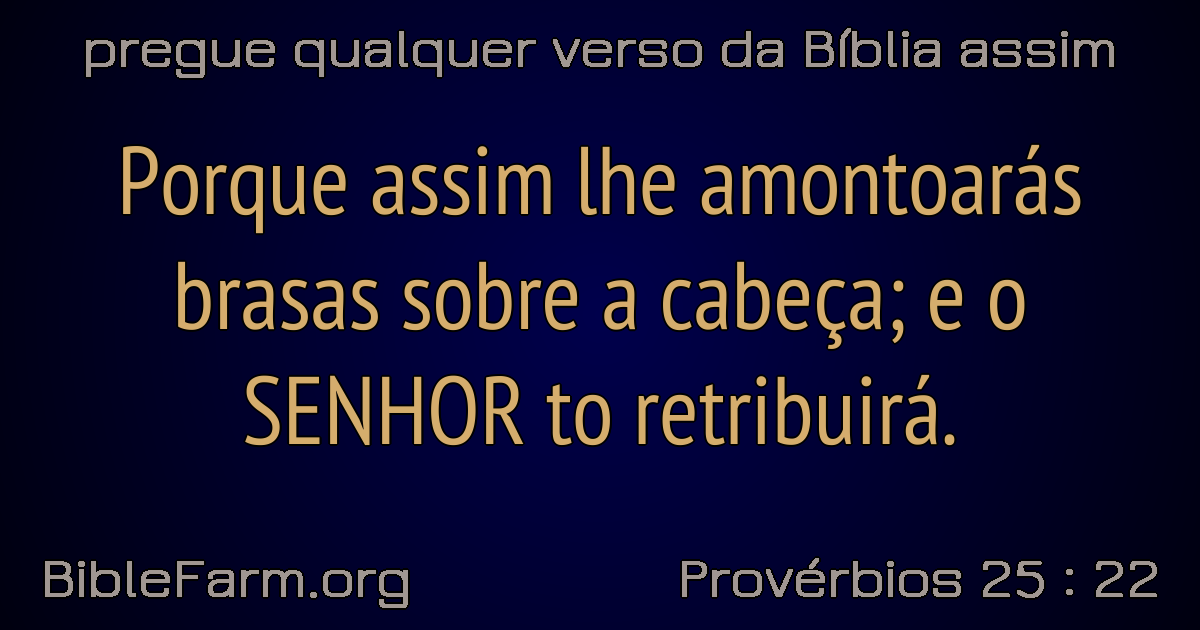 pregue qualquer verso da Bíblia assim
Porque assim lhe amontoarás
brasas sobre a cabeça; e o
SENHOR to retribuirá.
BibleFarm.org
Provérbios 25 : 22